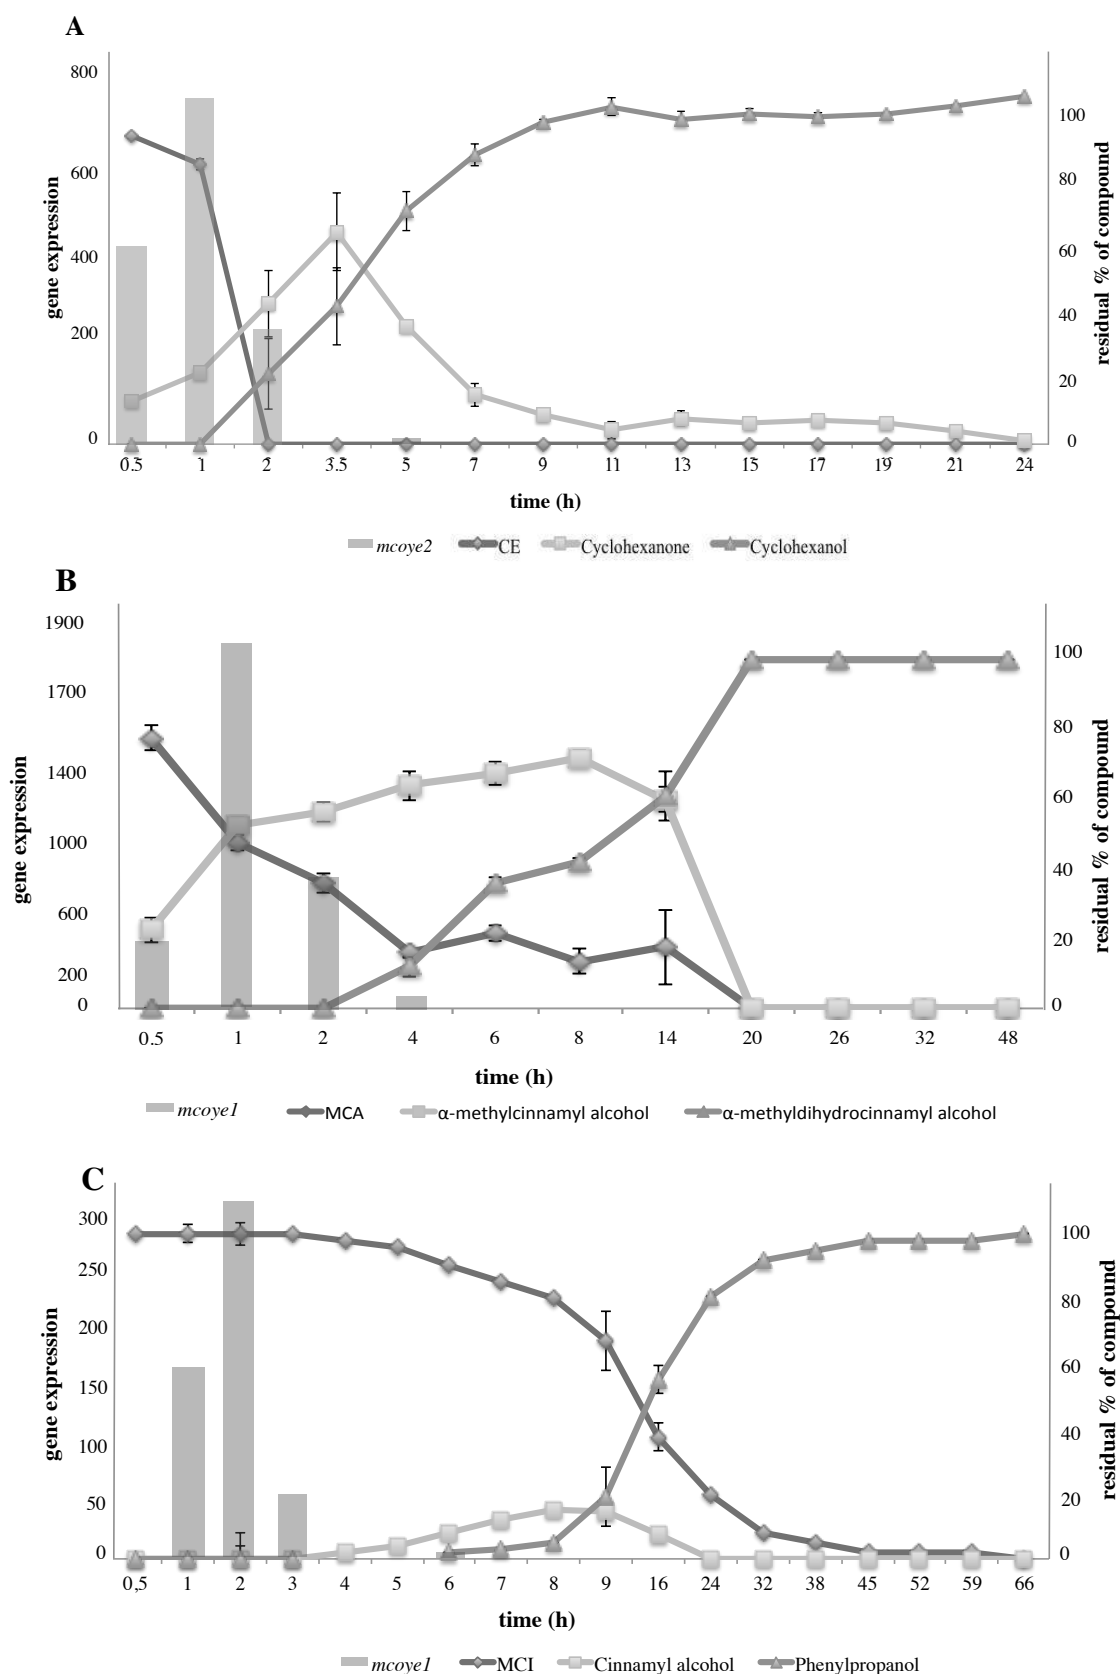 A
800
600
400
200
0
gene expression
100
80
60
40
20
0
residual % of compound
0.5 1 2 3.5 5 7 9 11 13 15 17 19 21 24
time (h)
mcoye2 CE Cyclohexanone Cyclohexanol
B
1900
1700
1400
1000
600
200
0
gene expression
100
80
60
40
20
0
residual % of compound
0.5 1 2 4 6 8 14 20 26 32 48
time (h)
mcoye1 MCA α-methylcinnamyl alcohol α-methyldihydrocinnamyl alcohol
C
300
250
200
150
100
50
0
gene expression
100
80
60
40
20
0
residual % of compound
0,5 1 2 3 4 5 6 7 8 9 16 24 32 38 45 52 59 66
time (h)
mcoye1 MCI Cinnamyl alcohol Phenylpropanol